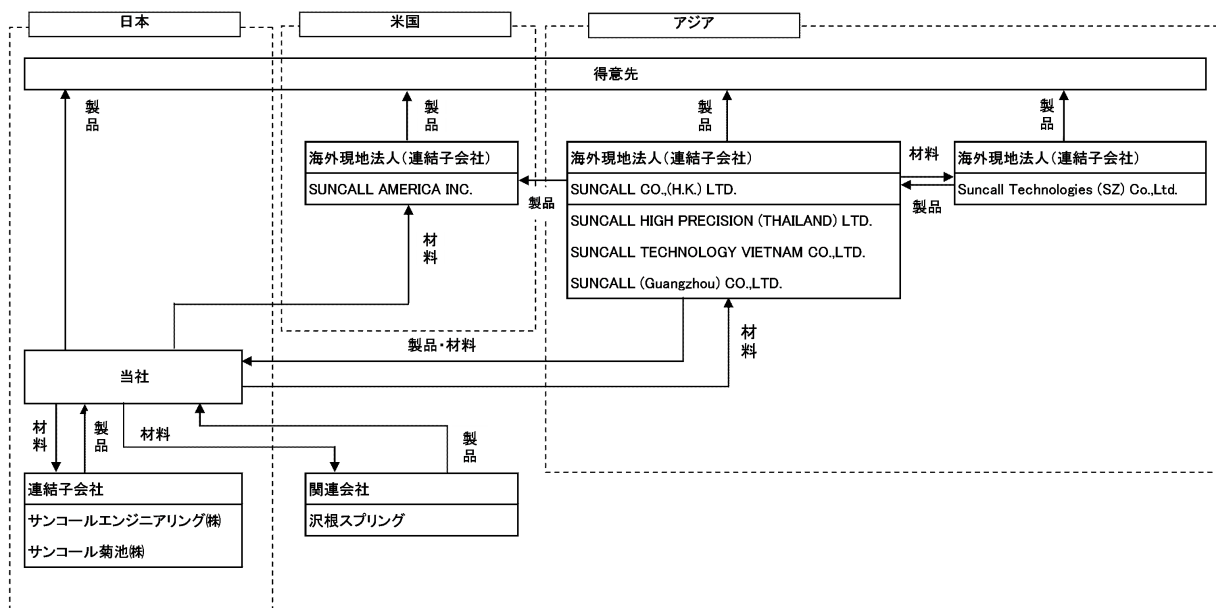 日本
米国
アジア
得意先
製品
製品
製品
製品
海外現地法人（連結子会社）
SUNCALL AMERICA INC.
海外現地法人（連結子会社）
SUNCALL CO.,(H.K.) LTD.
SUNCALL HIGH PRECISION (THAILAND) LTD.
SUNCALL TECHNOLOGY VIETNAM CO.,LTD.
SUNCALL (Guangzhou) CO.,LTD.
材料
製品
海外現地法人（連結子会社）
Suncall Technologies (SZ) Co.,Ltd.
製品
材料
製品・材料
材料
当社
材料
製品
材料
製品
連結子会社
サンコールエンジニアリング㈱
サンコール菊池㈱
関連会社
沢根スプリング